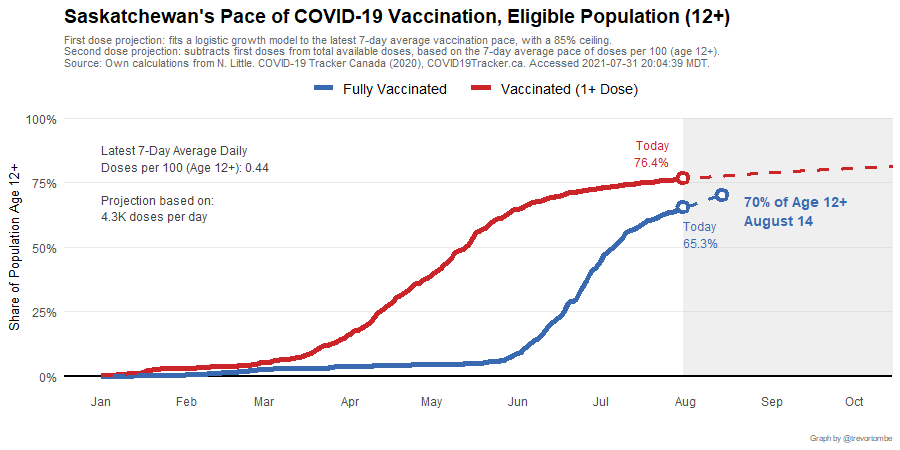 Saskatchewan's Pace of COVID-19 Vaccination, Eligible Population (12+)
First dose projection: fits a logistic growth model to the latest 7-day average vaccination pace, with a 85% ceiling.
Second dose projection: subtracts first doses from total available doses, based on the 7-day average pace of doses per 100 (age 12+).
Source: Own calculations from N. Little. COVID-19 Tracker Canada (2020), COVID19Tracker.ca. Accessed 2021-07-31 20:04:39 MDT.
Fully Vaccinated
Vaccinated (1+ Dose)
Share of Population Age 12+
100%
75%
50%
25%
0%
Latest 7-Day Average Daily
Doses per 100 (Age 12+): 0.44
Projection based on:
4.3K doses per day
Today
76.4%
Today
65.3%
70% of Age 12+
August 14
Jan
Feb
Mar
Apr
May
Jun
Jul
Aug
Sep
Oct
Graph by @trevortombe